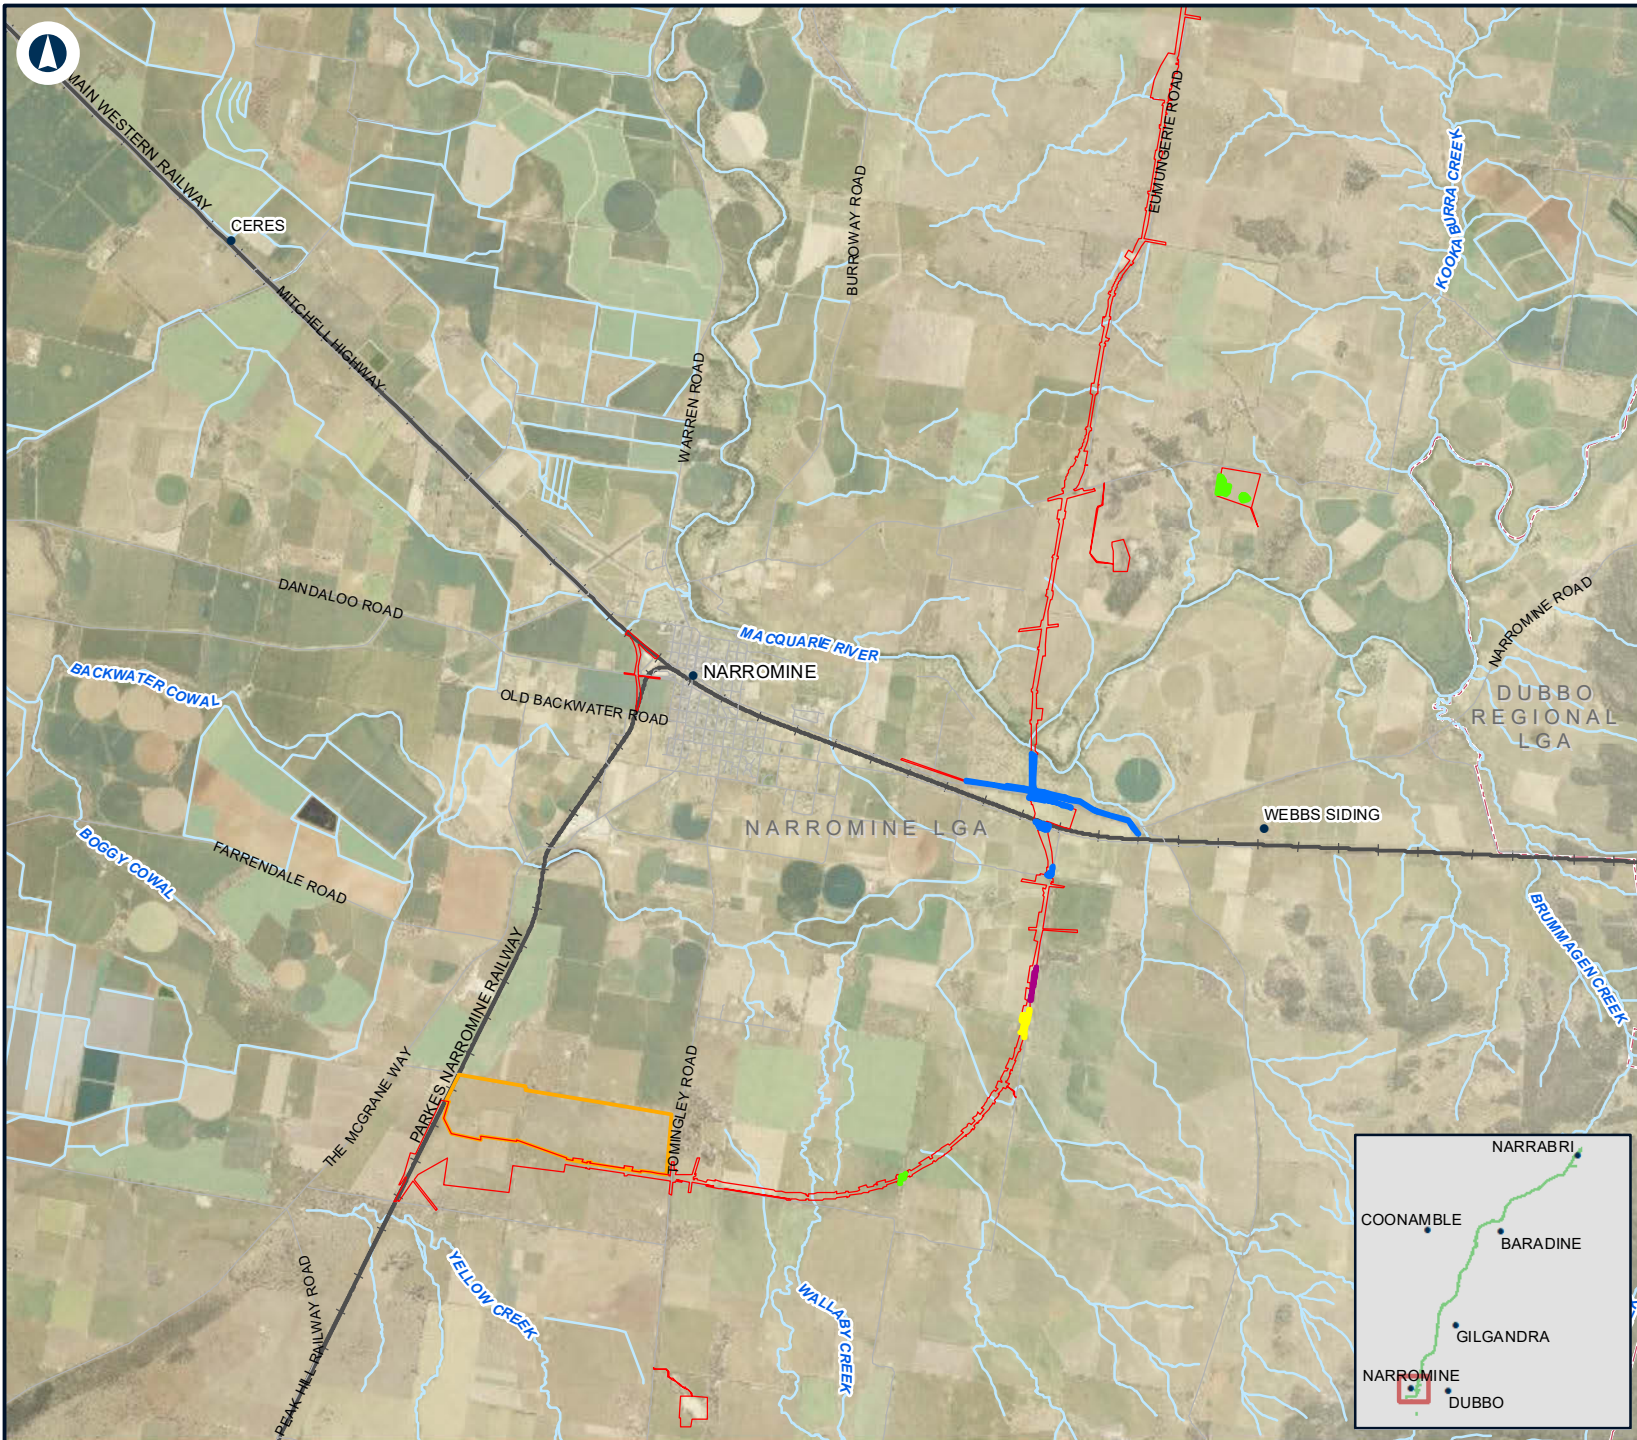 MAIN WESTERN RAILWAY
CERES
MITCHELL HIGHWAY
BURROWAY ROAD
EUMUNGERIE ROAD
KOOKABURRA CREEK
WARREN ROAD
DANDALOO ROAD
MACQUARIE RIVER
NARROMINE
OLD BACKWATER ROAD
BACKWATER COWAL
NARROMINE ROAD
DUBBO
REGIONAL
LGA
WEBBS SIDING
NARROMINE LGA
BOGGY COWAL
FARRENDALE ROAD
BRUMMAGEN CREEK
PARKES NARROMINE RAILWAY
THE MCGRANE WAY
TOMINGLEY ROAD
YELLOW CREEK
WALLABY CREEK
PEAK HILL RAILWAY ROAD
NARRABRI
COONAMBLE
BARADINE
GILGANDRA
NARROMINE
DUBBO